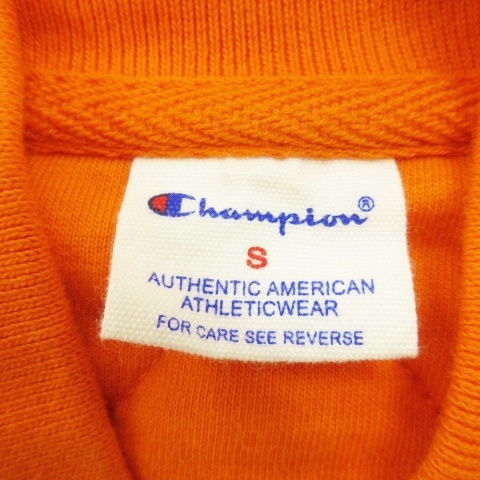 Champion®
S
AUTHENTIC AMERICAN
ATHLETICWEAR
FOR CARE SEE REVERSE